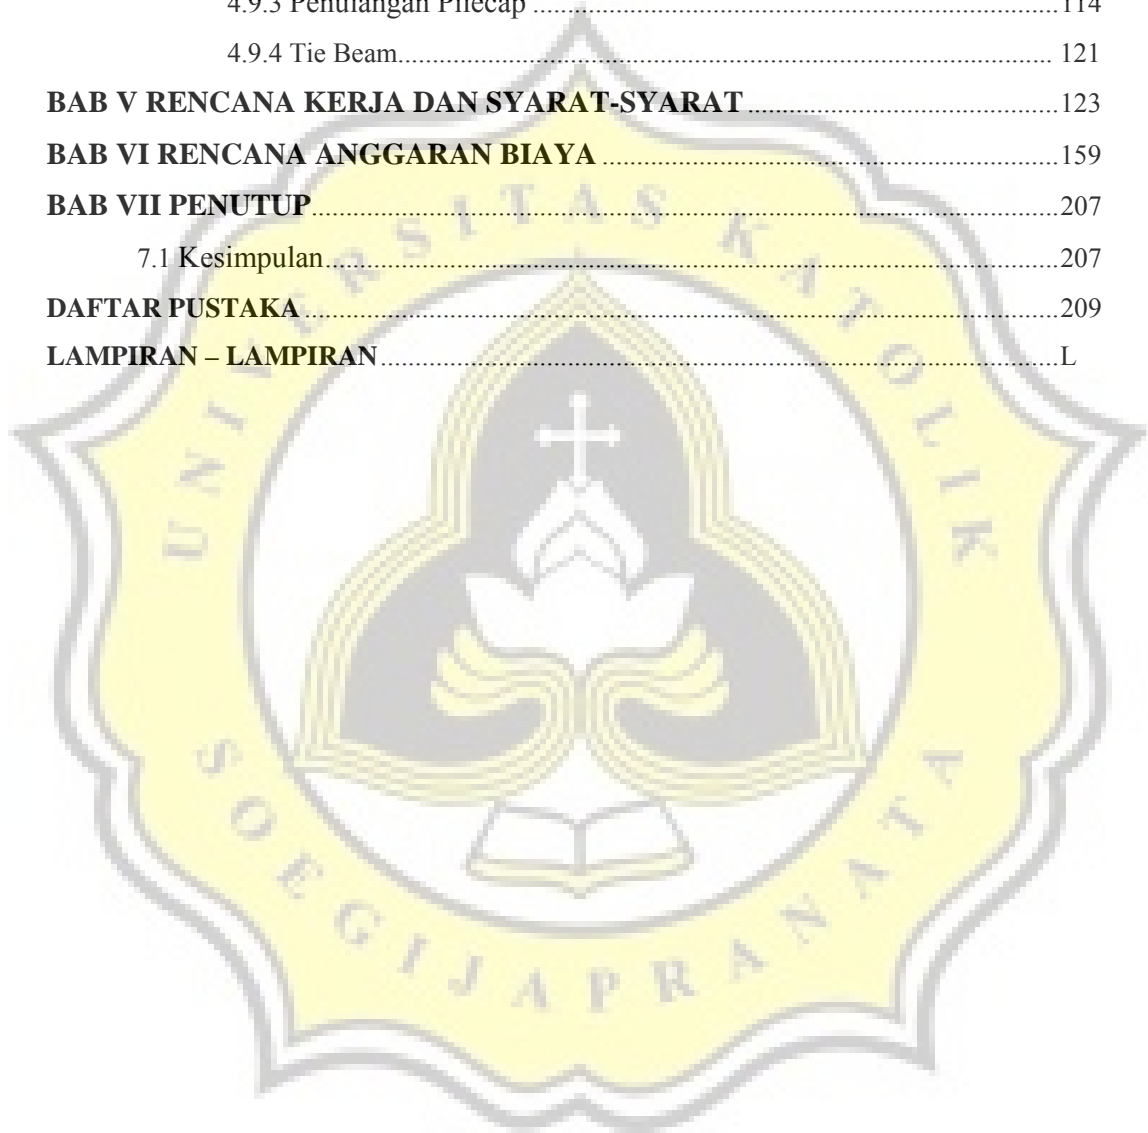 4.9.3 Penulangan Pilecap ........ 114
4.9.4 Tie Beam........ 121
BAB V RENCANA KERJA DAN SYARAT-SYARAT ........ 123
BAB VI RENCANA ANGGARAN BIAYA ........ 159
BAB VII PENUTUP........ 207
7.1 Kesimpulan........ 207
DAFTAR PUSTAKA........ 209
LAMPIRAN – LAMPIRAN........ L
UNIVERSITAS KATOLIK
SOEGIJAPRANATA